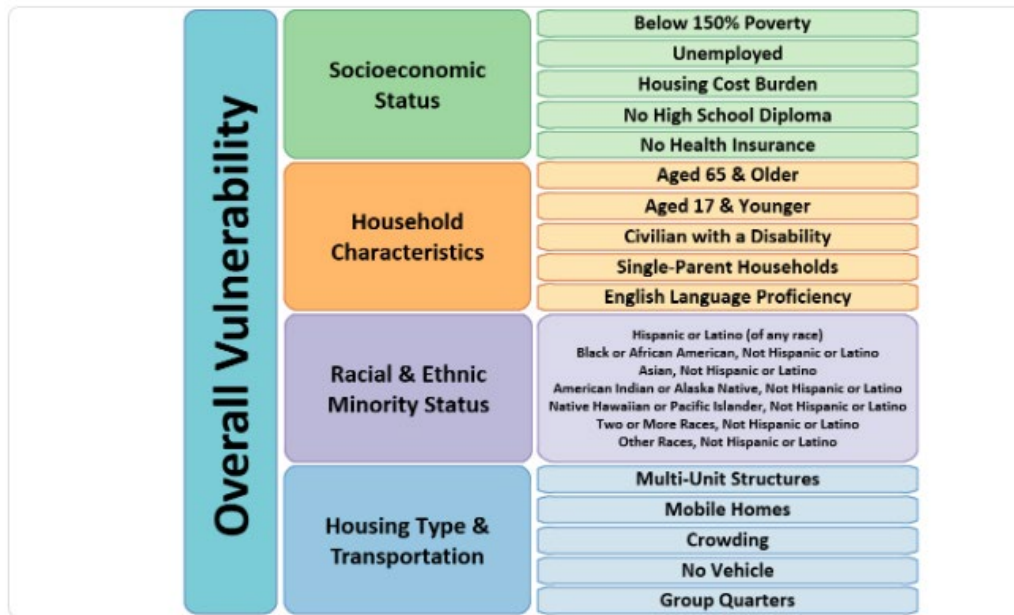 Overall Vulnerability
Socioeconomic
Status
Below 150% Poverty
Unemployed
Housing Cost Burden
No High School Diploma
No Health Insurance
Household
Characteristics
Aged 65 & Older
Aged 17 & Younger
Civilian with a Disability
Single-Parent Households
English Language Proficiency
Racial & Ethnic
Minority Status
Hispanic or Latino (of any race)
Black or African American, Not Hispanic or Latino
Asian, Not Hispanic or Latino
American Indian or Alaska Native, Not Hispanic or Latino
Native Hawaiian or Pacific Islander, Not Hispanic or Latino
Two or More Races, Not Hispanic or Latino
Other Races, Not Hispanic or Latino
Housing Type &
Transportation
Multi-Unit Structures
Mobile Homes
Crowding
No Vehicle
Group Quarters